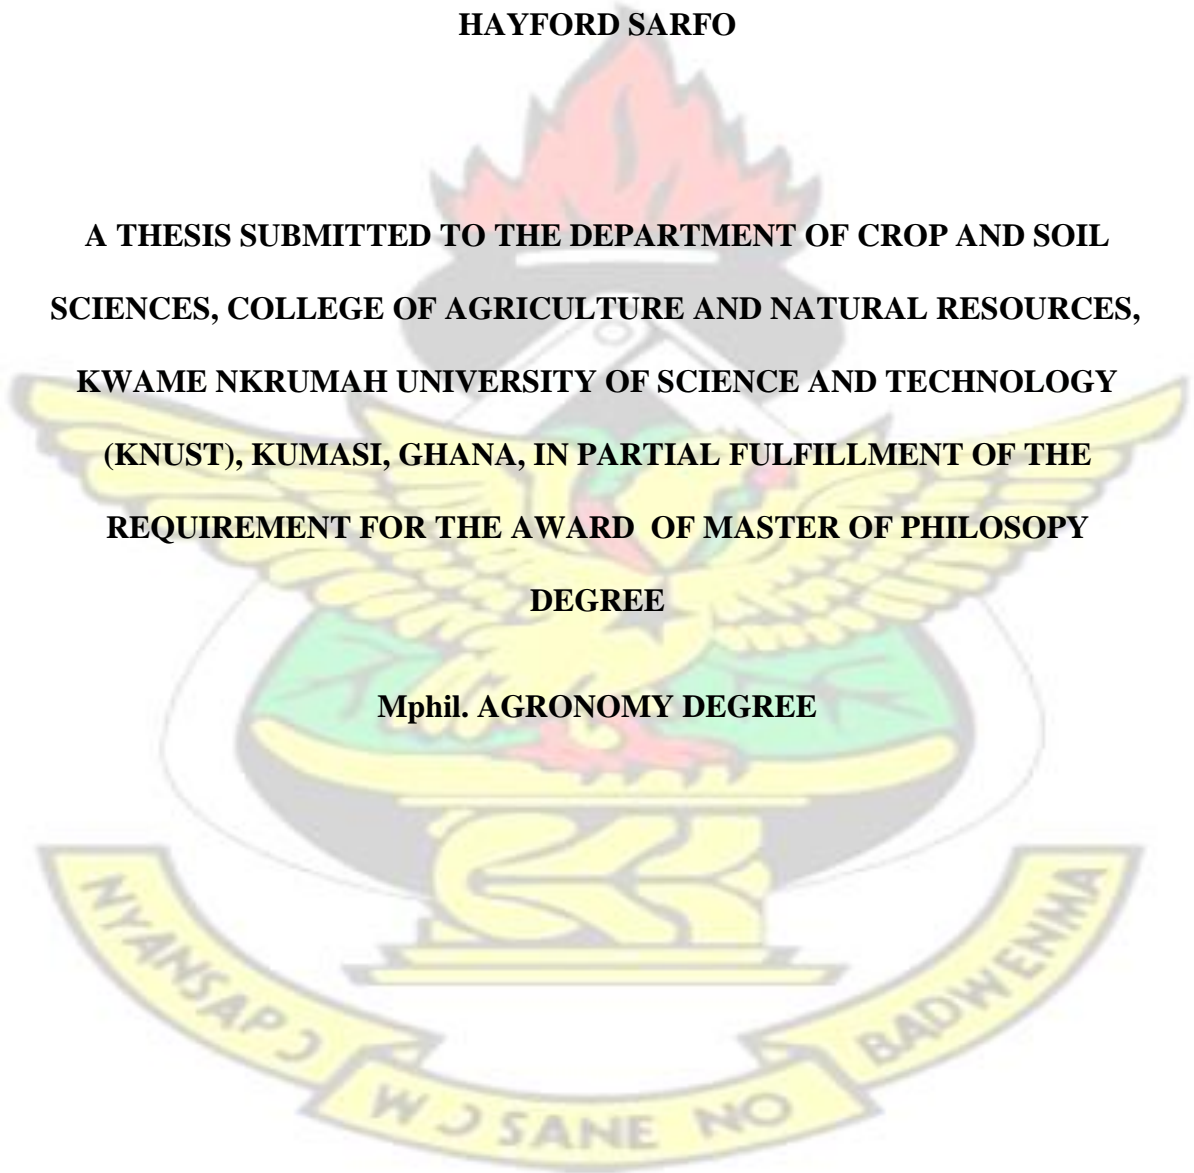 HAYFORD SARFO
A THESIS SUBMITTED TO THE DEPARTMENT OF CROP AND SOIL
SCIENCES, COLLEGE OF AGRICULTURE AND NATURAL RESOURCES,
KWAME NKRUMAH UNIVERSITY OF SCIENCE AND TECHNOLOGY
(KNUST), KUMASI, GHANA, IN PARTIAL FULFILLMENT OF THE
REQUIREMENT FOR THE AWARD OF MASTER OF PHILOSOPY
DEGREE
Mphil. AGRONOMY DEGREE
NYANSAP Ɔ W Ɔ SANE NO BADWENMA